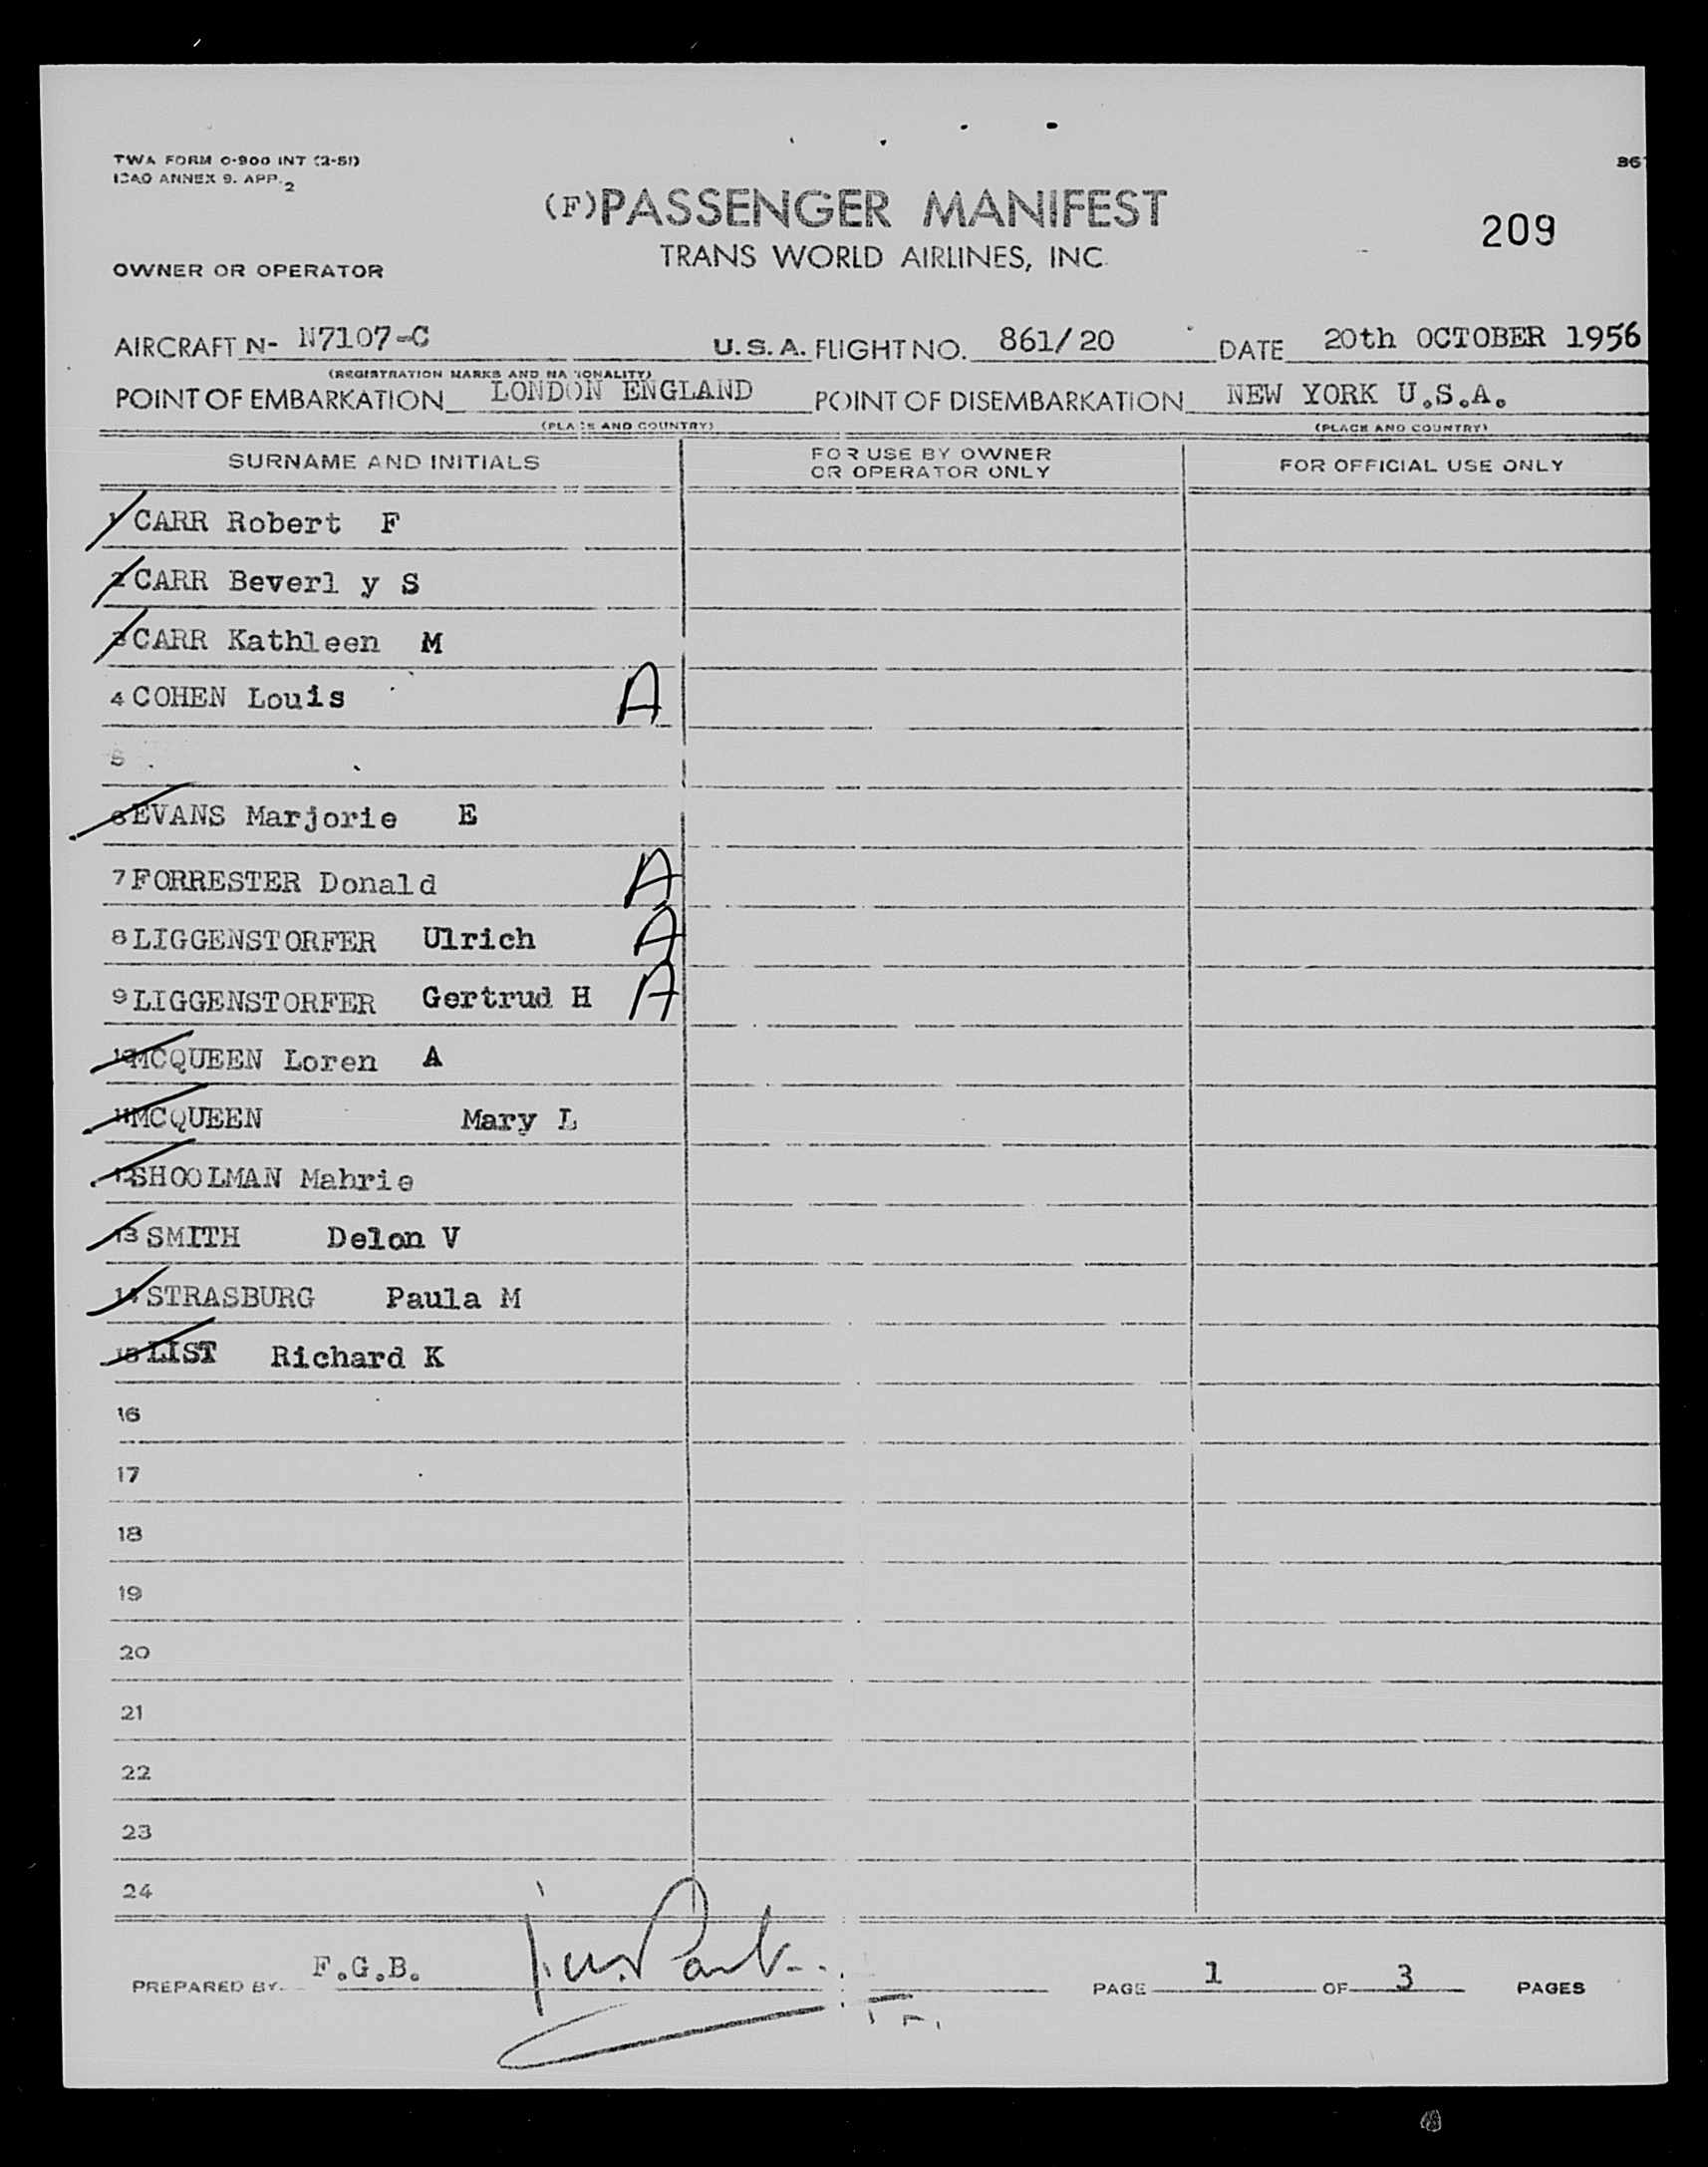 TWA FORM O-900 INT (2-51)
ICAO ANNEX 9. APP. 2
86
(F)PASSENGER MANIFEST
209
TRANS WORLD AIRLINES, INC.
OWNER OR OPERATOR
AIRCRAFT N- N7107-C U.S.A. FLIGHT NO. 861/20 DATE 20th OCTOBER 1956
(REGISTRATION MARKS AND NATIONALITY)
POINT OF EMBARKATION LONDON ENGLAND POINT OF DISEMBARKATION NEW YORK U.S.A.
(PLACE AND COUNTRY) (PLACE AND COUNTRY)
SURNAME AND INITIALS FOR USE BY OWNER OR OPERATOR ONLY FOR OFFICIAL USE ONLY
1 CARR Robert F
2 CARR Beverl y S
3 CARR Kathleen M
4 COHEN Louis A
5
6 EVANS Marjorie E
7 FORRESTER Donald A
8 LIGGENSTORFER Ulrich A
9 LIGGENSTORFER Gertrud H A
10 MCQUEEN Loren A
11 MCQUEEN Mary L
12 SHOOLMAN Mahrie
13 SMITH Delon V
14 STRASBURG Paula M
15 LIST Richard K
16
17
18
19
20
21
22
23
24
PREPARED BY F.G.B. PAGE 1 OF 3 PAGES